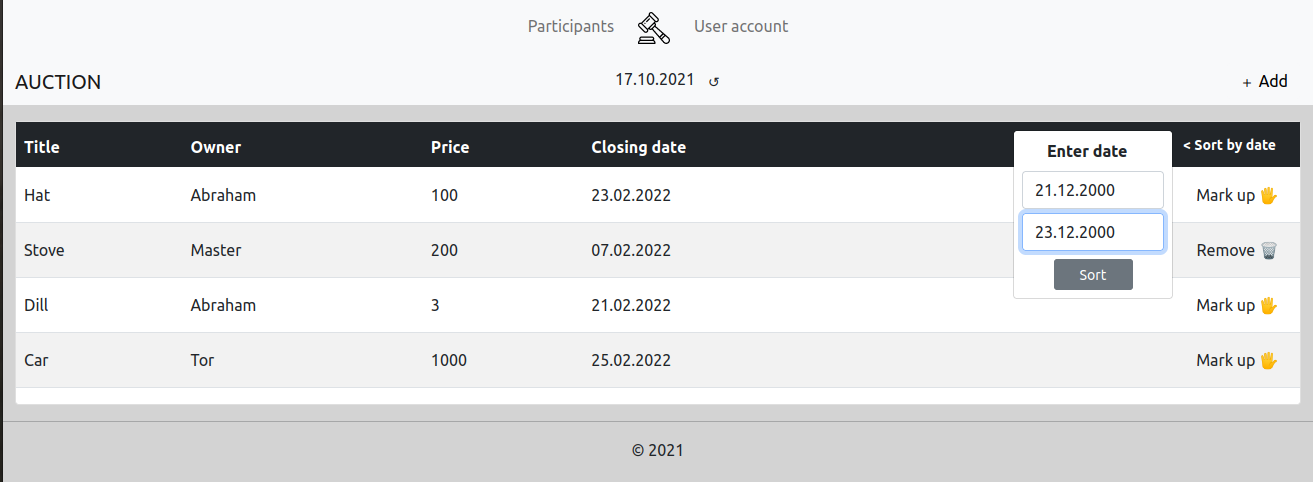 Participants User account
AUCTION 17.10.2021 ↺ + Add
Title Owner Price Closing date Enter date < Sort by date
21.12.2000
Hat Abraham 100 23.02.2022 Mark up 🖐
23.12.2000
Stove Master 200 07.02.2022 Remove 🗑
Sort
Dill Abraham 3 21.02.2022 Mark up 🖐
Car Tor 1000 25.02.2022 Mark up 🖐
© 2021